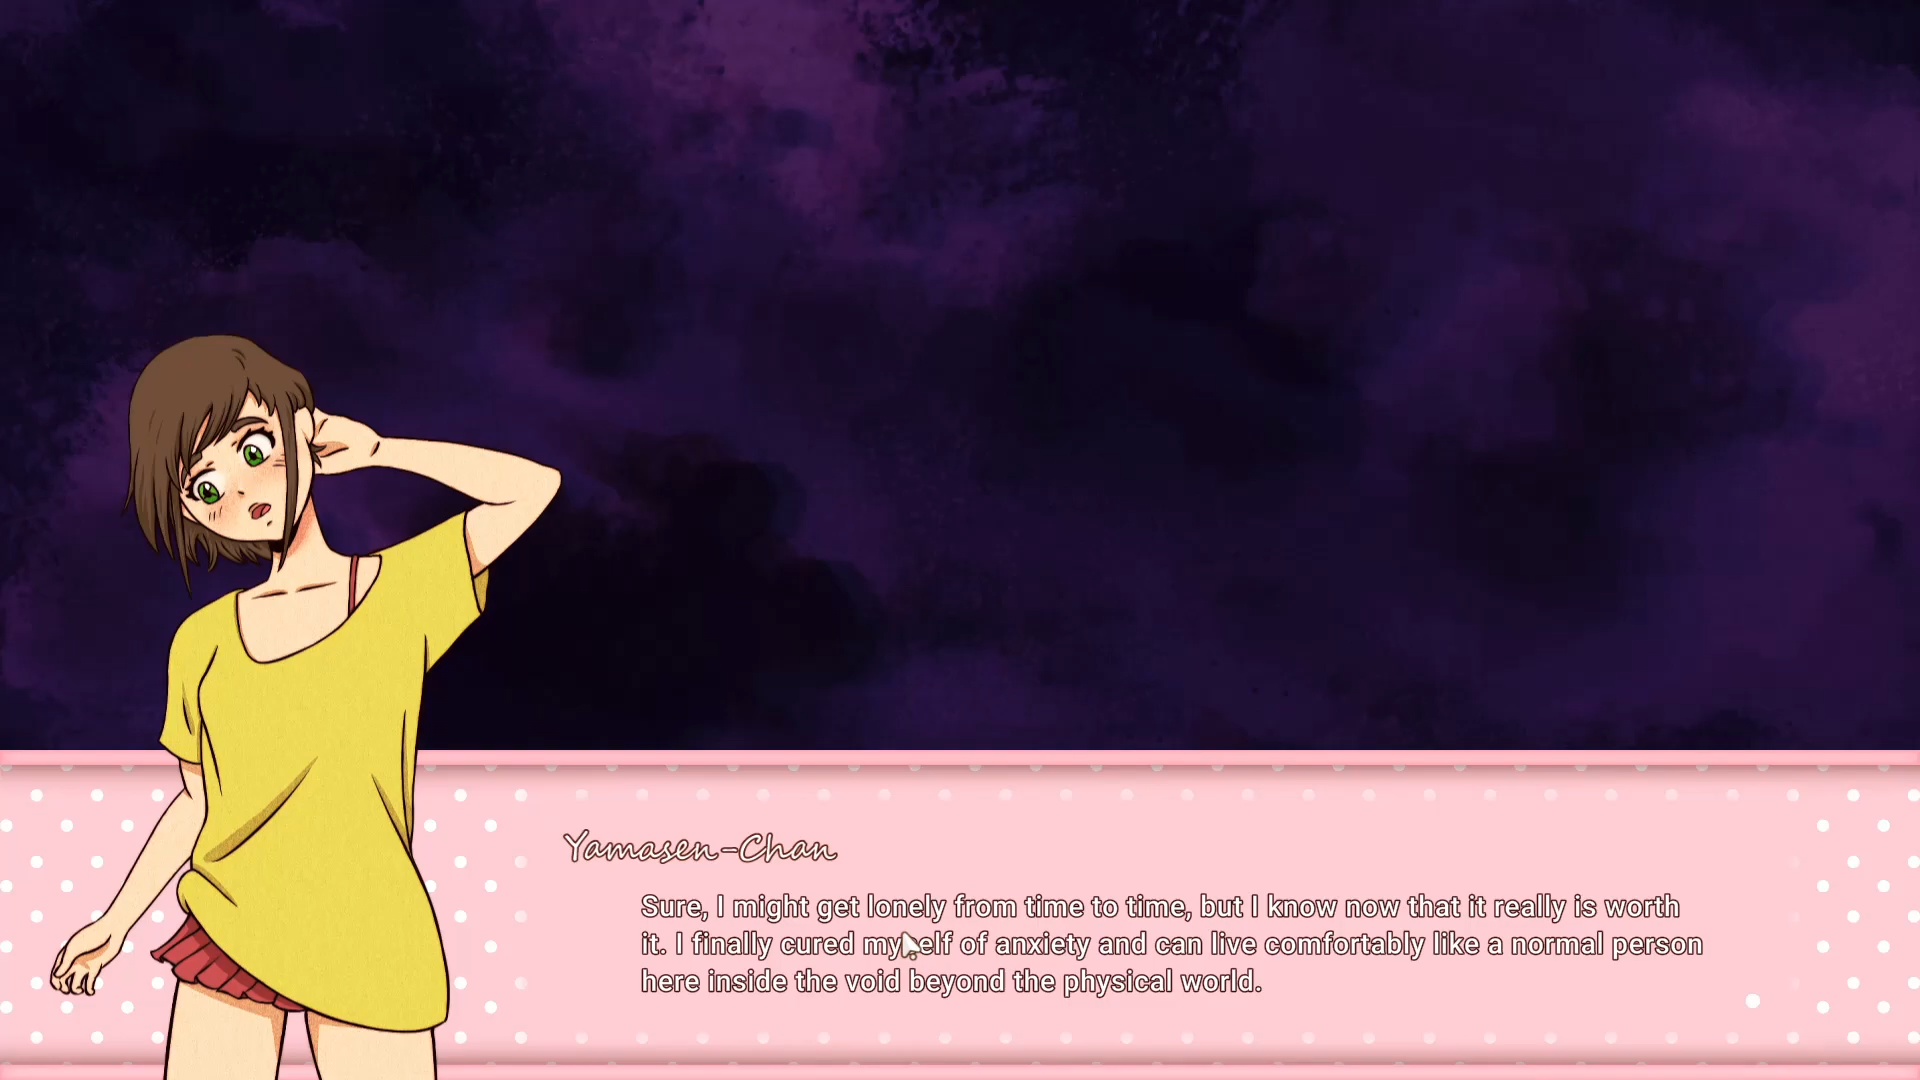 Yamasen-Chan
Sure, I might get lonely from time to time, but I know now that it really is worth
it. I finally cured myself of anxiety and can live comfortably like a normal person
here inside the void beyond the physical world.